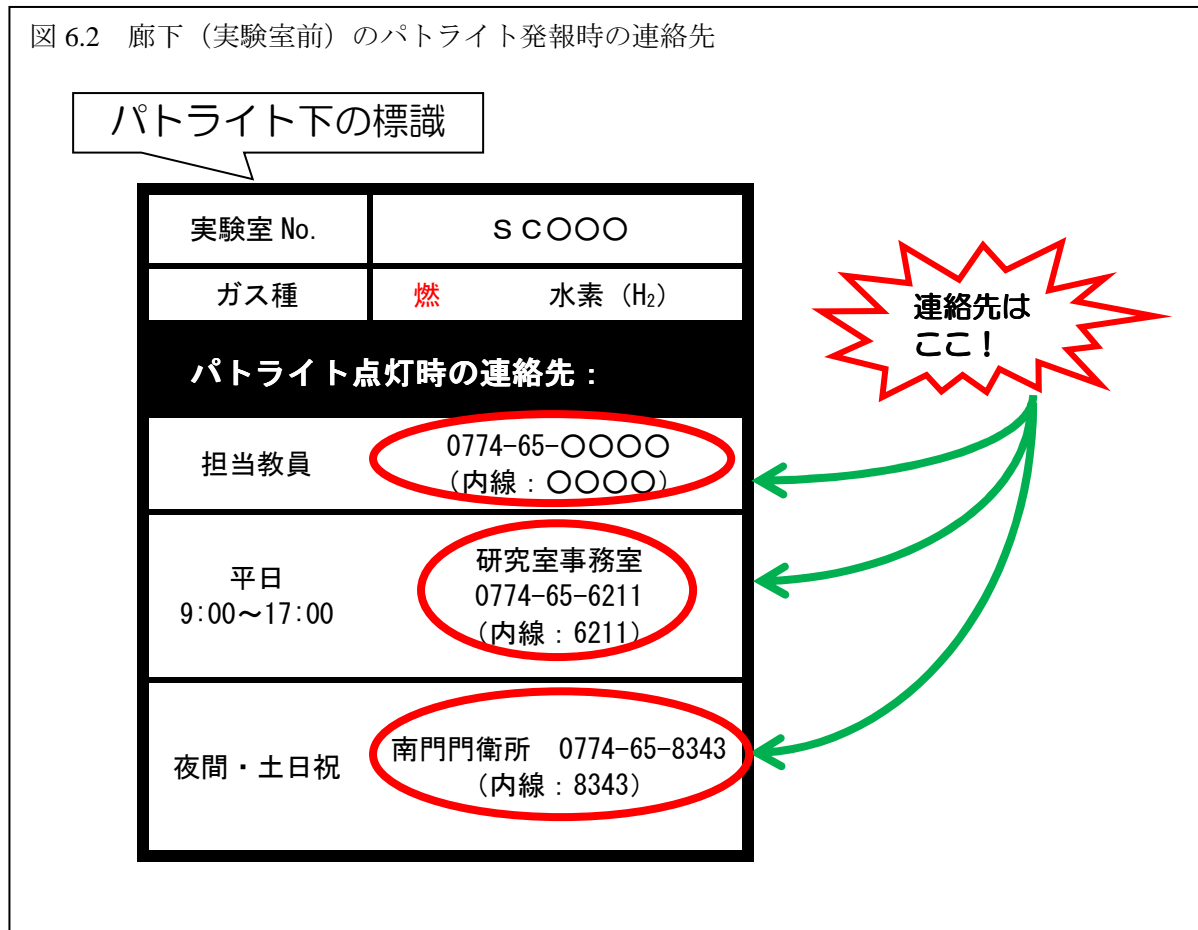 図 6.2　廊下（実験室前）のパトライト発報時の連絡先
パトライト下の標識
実験室 No.　ＳＣ〇〇〇
ガス種　燃　水素（H₂）
パトライト点灯時の連絡先：
担当教員
0774-65-〇〇〇〇
（内線：〇〇〇〇）
平日
9:00～17:00
研究室事務室
0774-65-6211
（内線：6211）
夜間・土日祝
南門門衛所　0774-65-8343
（内線：8343）
連絡先は
ここ！